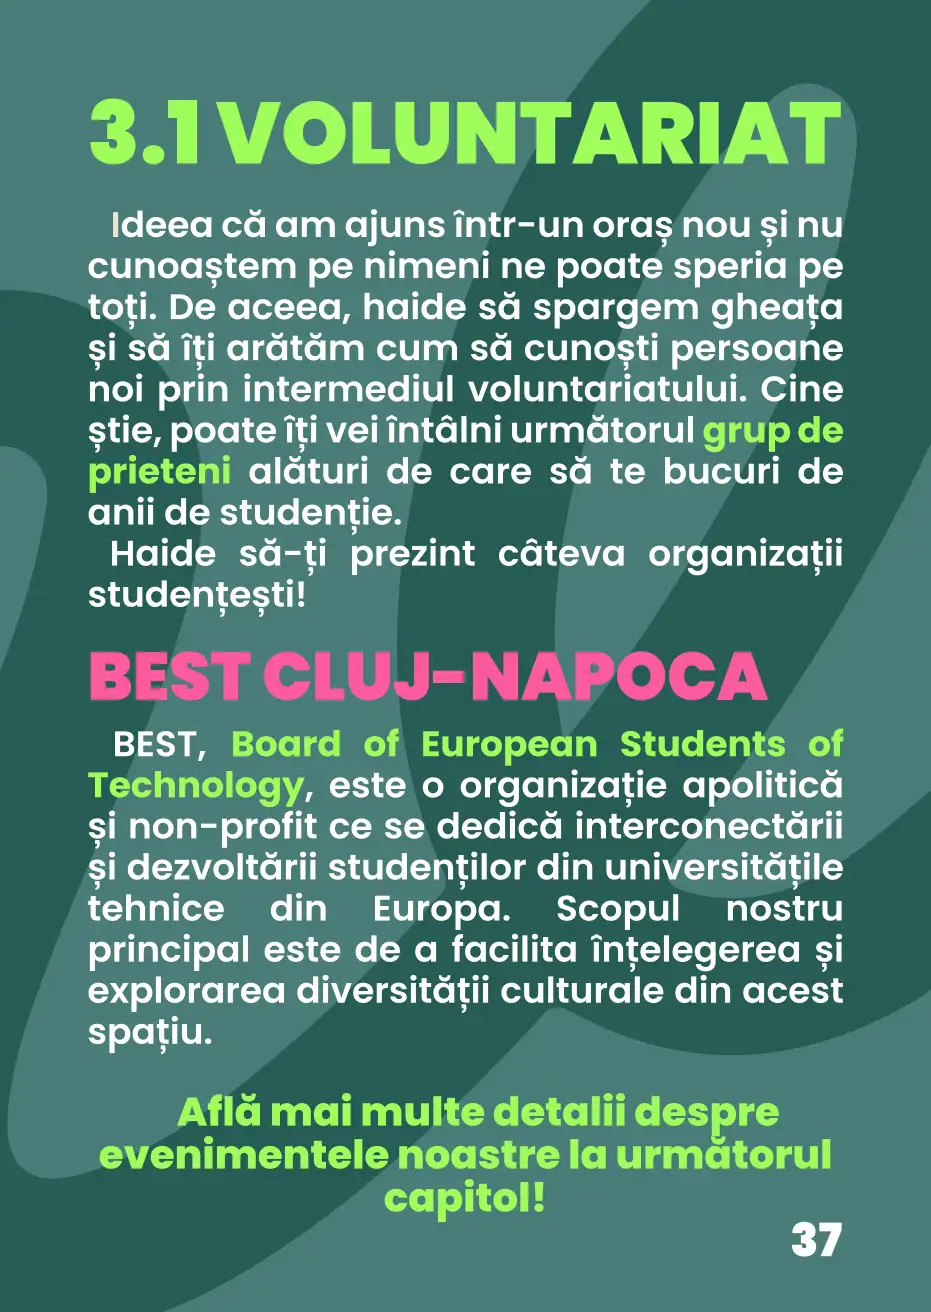 3.1 VOLUNTARIAT
Ideea că am ajuns într-un oraș nou și nu
cunoaștem pe nimeni ne poate speria pe
toți. De aceea, haide să spargem gheața
și să îți arătăm cum să cunoști persoane
noi prin intermediul voluntariatului. Cine
știe, poate îți vei întâlni următorul grup de
prieteni alături de care să te bucuri de
anii de studenție.
Haide să-ți prezint câteva organizații
studențești!
BEST CLUJ-NAPOCA
BEST, Board of European Students of
Technology, este o organizație apolitică
și non-profit ce se dedică interconectării
și dezvoltării studenților din universitățile
tehnice din Europa. Scopul nostru
principal este de a facilita înțelegerea și
explorarea diversității culturale din acest
spațiu.
Află mai multe detalii despre
evenimentele noastre la următorul
capitol!
37